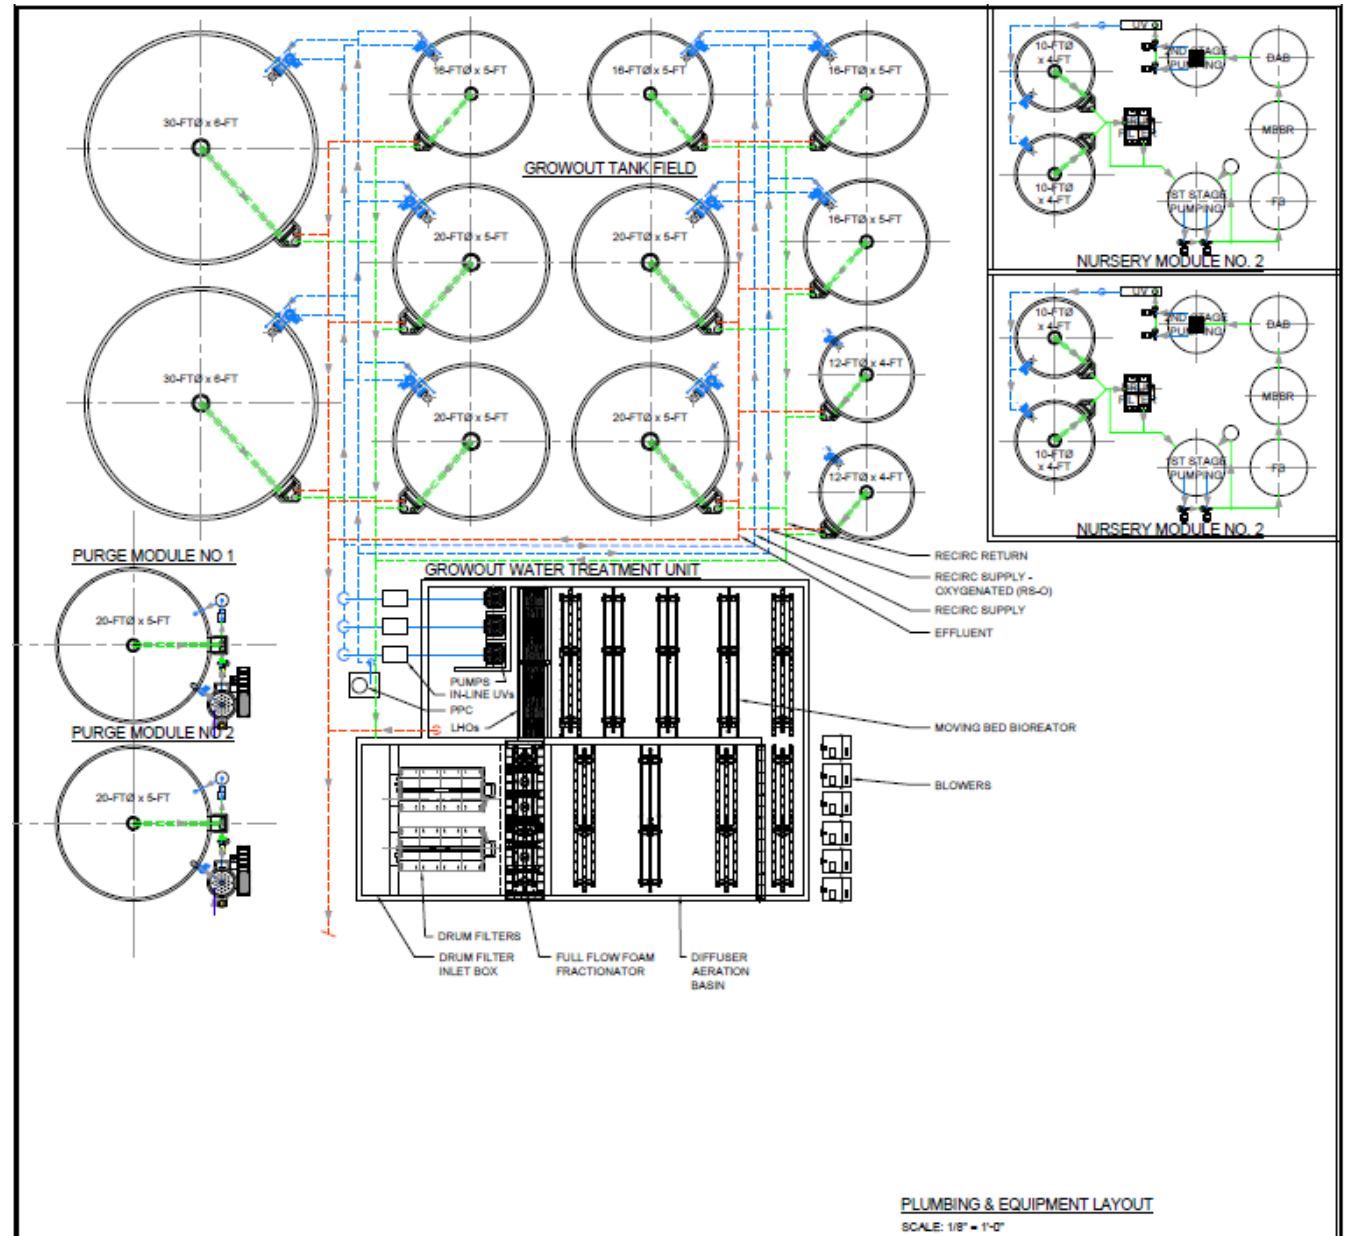 30-FTØ x 6-FT
16-FTØ x 5-FT
16-FTØ x 5-FT
16-FTØ x 5-FT
GROWOUT TANK FIELD
20-FTØ x 5-FT
20-FTØ x 5-FT
16-FTØ x 5-FT
30-FTØ x 6-FT
20-FTØ x 5-FT
20-FTØ x 5-FT
12-FTØ x 4-FT
12-FTØ x 4-FT
10-FTØ
x 4-FT
UV
2ND STAGE
PUMPING
DAB
MBBR
10-FTØ
x 4-FT
1ST STAGE
PUMPING
F3
NURSERY MODULE NO. 2
10-FTØ
x 4-FT
UV
2ND STAGE
PUMPING
DAB
MBBR
10-FTØ
x 4-FT
1ST STAGE
PUMPING
F3
NURSERY MODULE NO. 2
RECIRC RETURN
RECIRC SUPPLY -
OXYGENATED (RS-O)
RECIRC SUPPLY
EFFLUENT
PURGE MODULE NO 1
20-FTØ x 5-FT
PURGE MODULE NO 2
20-FTØ x 5-FT
GROWOUT WATER TREATMENT UNIT
PUMPS
IN-LINE UVs
PPC
LHOs
MOVING BED BIOREATOR
BLOWERS
DRUM FILTERS
DRUM FILTER
INLET BOX
FULL FLOW FOAM
FRACTIONATOR
DIFFUSER
AERATION
BASIN
PLUMBING & EQUIPMENT LAYOUT
SCALE: 1/8" = 1'-0"